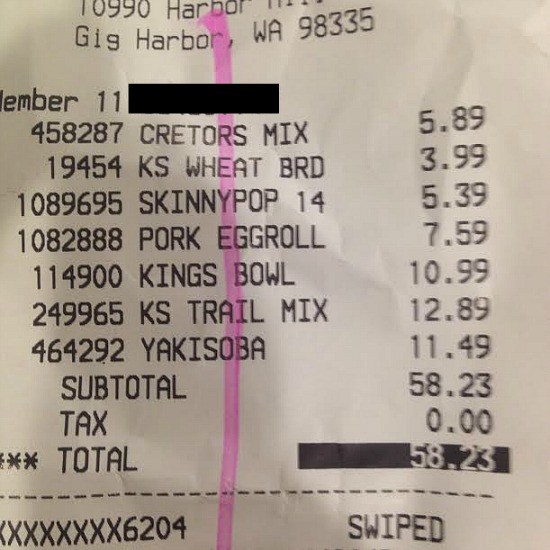 10990 Harbor
Gig Harbor, WA 98335
ember 11
458287 CRETORS MIX 5.89
19454 KS WHEAT BRD 3.99
1089695 SKINNYPOP 14 5.39
1082888 PORK EGGROLL 7.59
114900 KINGS BOWL 10.99
249965 KS TRAIL MIX 12.89
464292 YAKISOBA 11.49
SUBTOTAL 58.23
TAX 0.00
*** TOTAL 58.23
XXXXXXXX6204 SWIPED